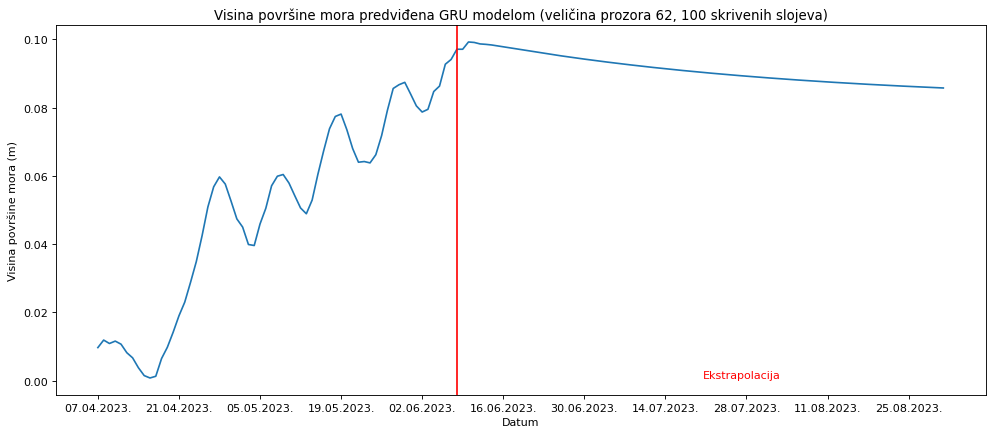 Visina površine mora predviđena GRU modelom (veličina prozora 62, 100 skrivenih slojeva)
Visina površine mora (m)
0.10
0.08
0.06
0.04
0.02
0.00
Ekstrapolacija
07.04.2023. 21.04.2023. 05.05.2023. 19.05.2023. 02.06.2023. 16.06.2023. 30.06.2023. 14.07.2023. 28.07.2023. 11.08.2023. 25.08.2023.
Datum